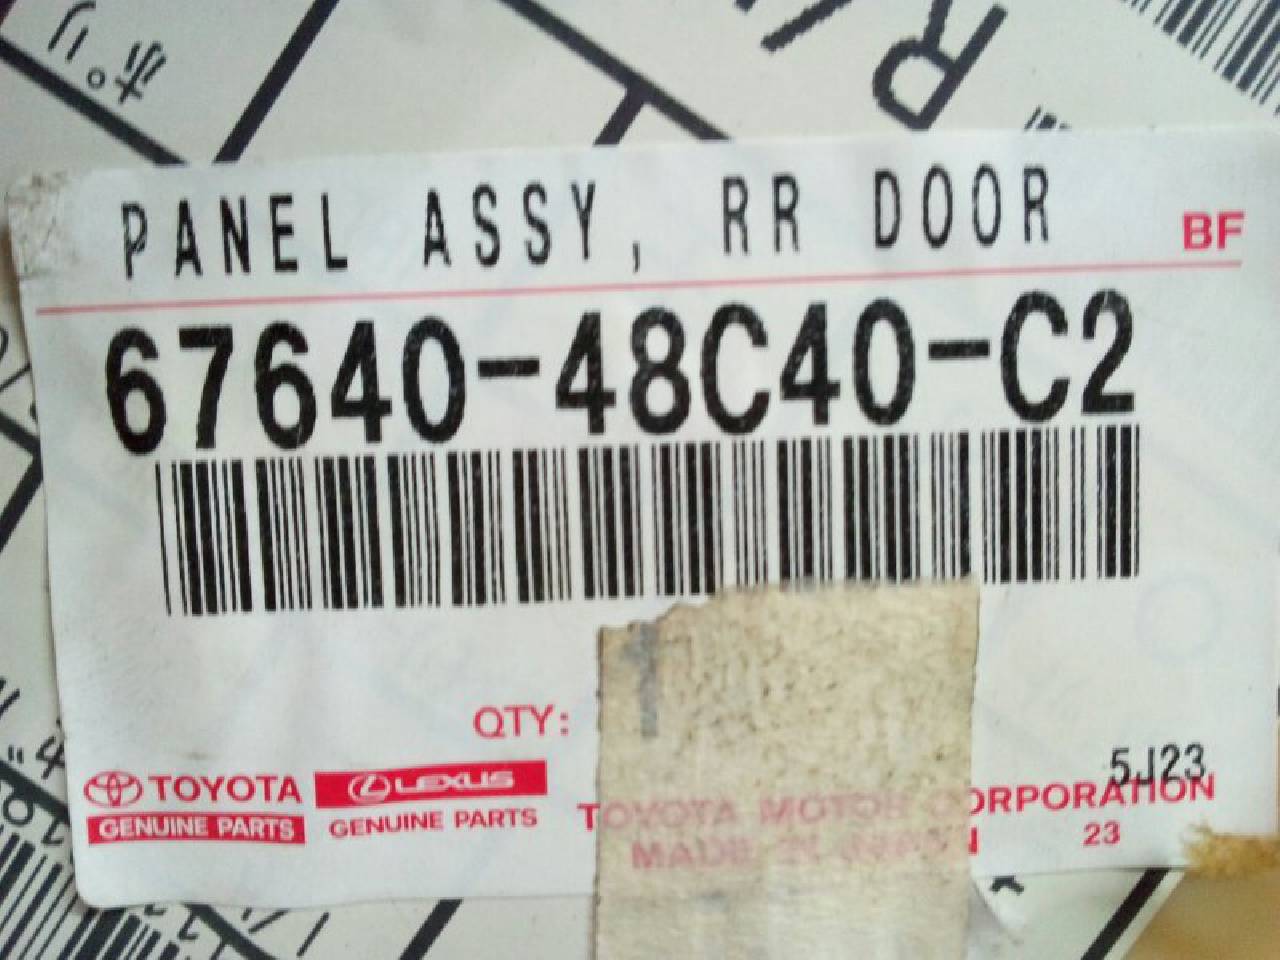 R
PANEL ASSY, RR DOOR
BF
67640-48C40-C2
QTY: 1
5J23
TOYOTA LEXUS
GENUINE PARTS GENUINE PARTS
TOYOTA MOTOR CORPORATION
MADE IN JAPAN 23